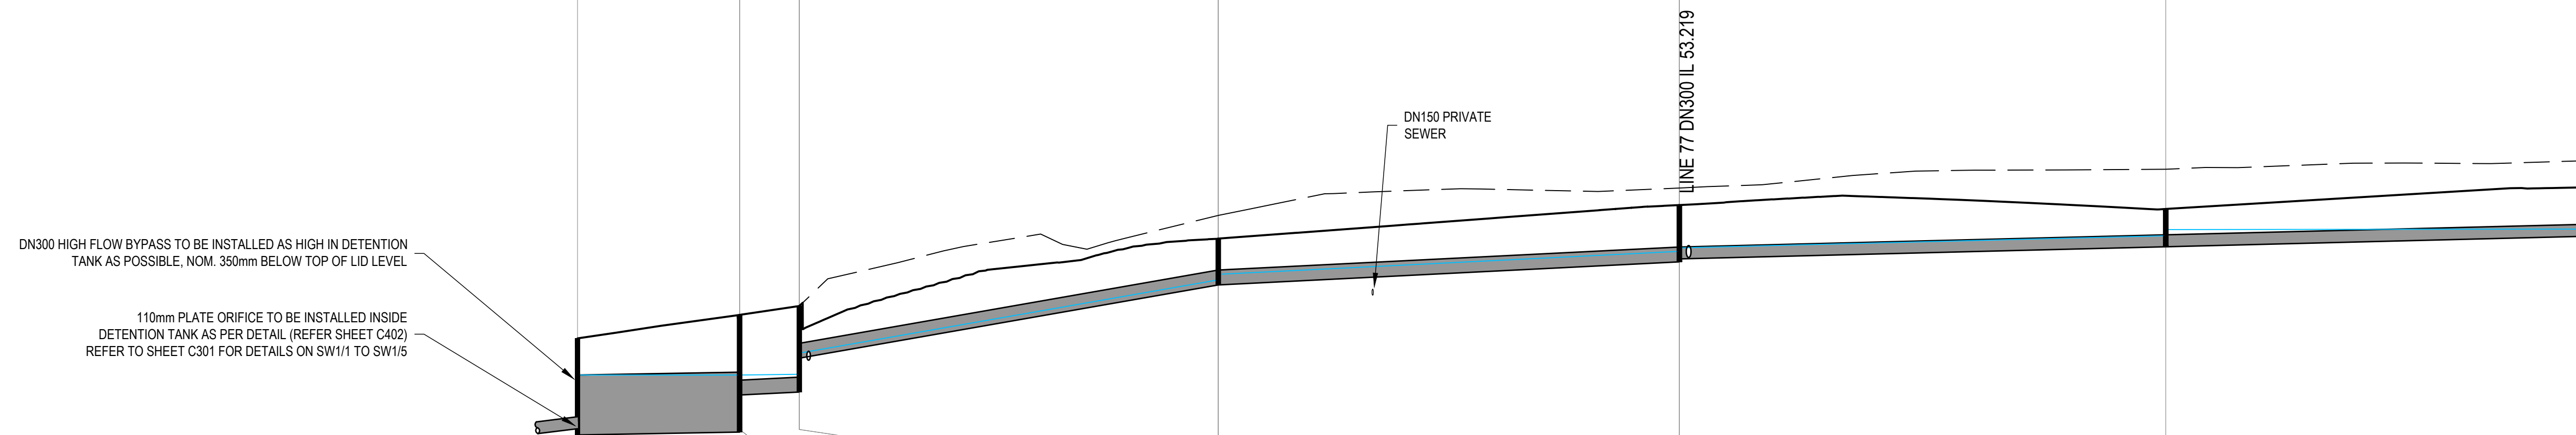 DN300 HIGH FLOW BYPASS TO BE INSTALLED AS HIGH IN DETENTION
TANK AS POSSIBLE, NOM. 350mm BELOW TOP OF LID LEVEL
110mm PLATE ORIFICE TO BE INSTALLED INSIDE
DETENTION TANK AS PER DETAIL (REFER SHEET C402)
REFER TO SHEET C301 FOR DETAILS ON SW1/1 TO SW1/5
DN150 PRIVATE
SEWER
LINE 77 DN300 IL 53.219